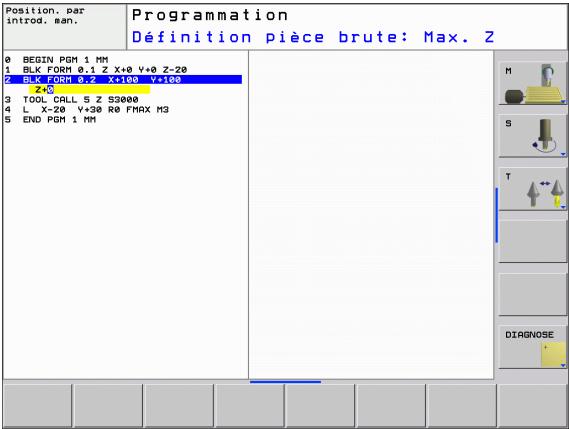 Position. par
introd. man.
Programmation
Définition pièce brute: Max. Z
0 BEGIN PGM 1 MM
1 BLK FORM 0.1 Z X+0 Y+0 Z-20
2 BLK FORM 0.2 X+100 Y+100
Z+0
3 TOOL CALL 5 Z S3000
4 L X-20 Y+30 R0 FMAX M3
5 END PGM 1 MM
M
S
T
DIAGNOSE